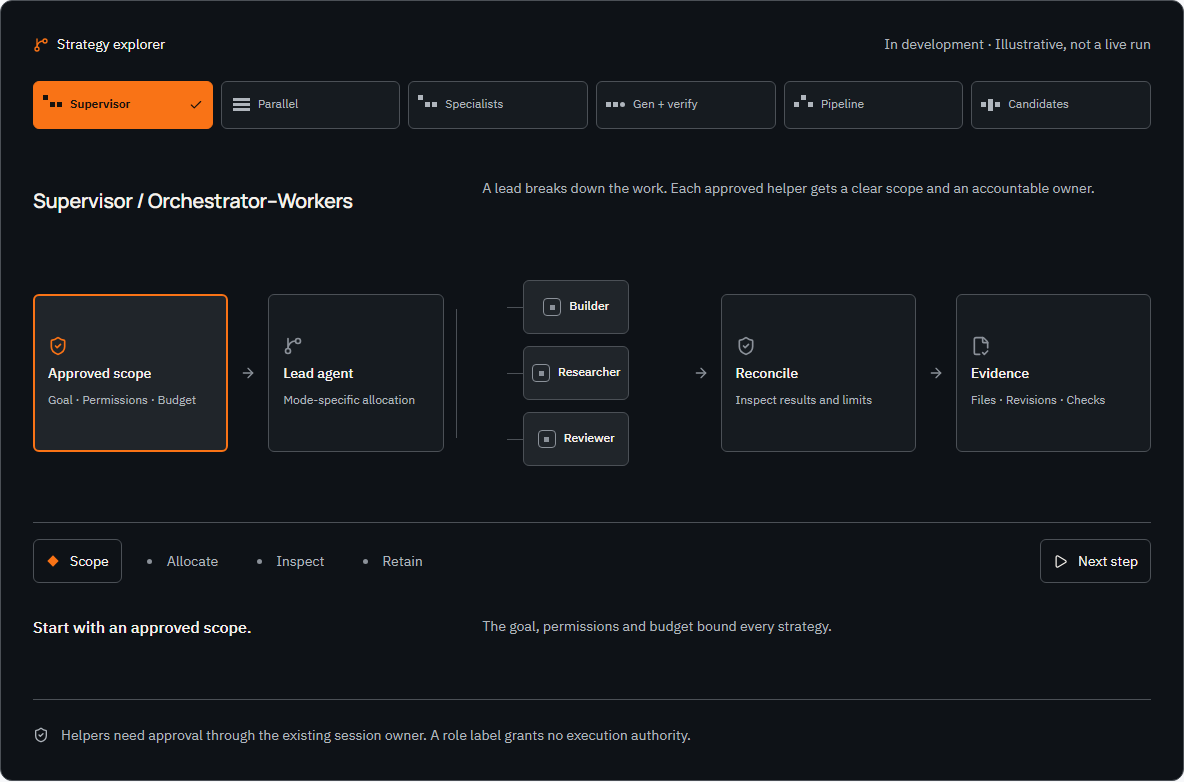 Strategy explorer
In development · Illustrative, not a live run
Supervisor
Parallel
Specialists
Gen + verify
Pipeline
Candidates
Supervisor / Orchestrator–Workers
A lead breaks down the work. Each approved helper gets a clear scope and an accountable owner.
Approved scope
Goal · Permissions · Budget
Lead agent
Mode-specific allocation
Builder
Researcher
Reviewer
Reconcile
Inspect results and limits
Evidence
Files · Revisions · Checks
Scope
Allocate
Inspect
Retain
Next step
Start with an approved scope.
The goal, permissions and budget bound every strategy.
Helpers need approval through the existing session owner. A role label grants no execution authority.